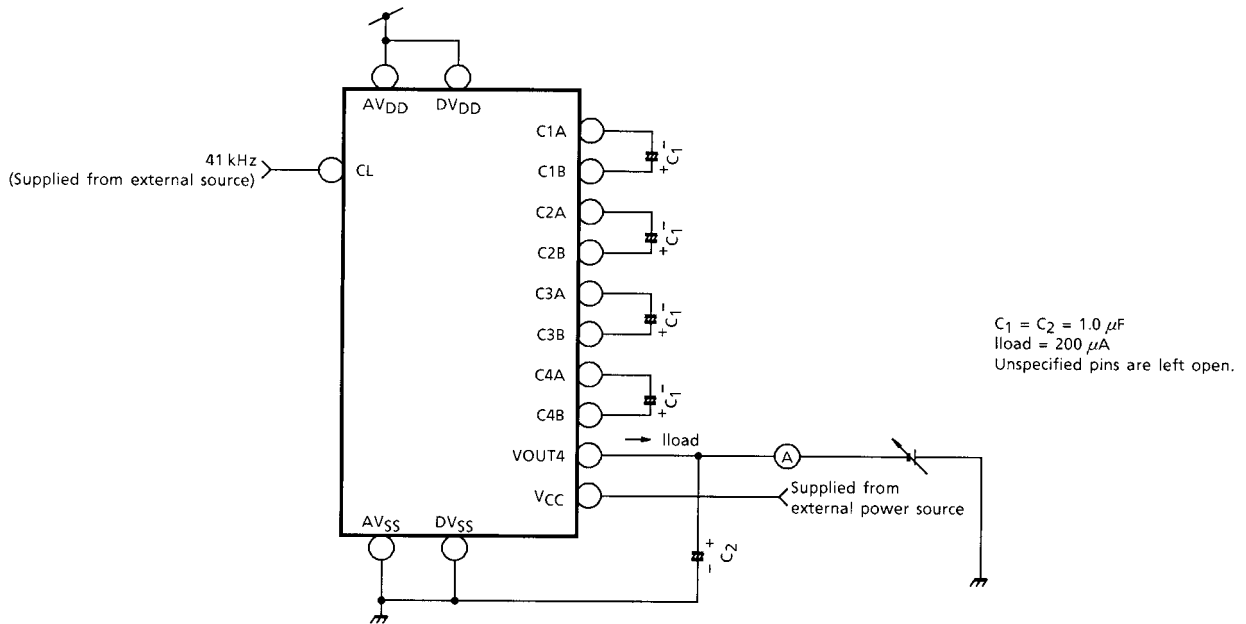 AVDD DVDD
41 kHz
(Supplied from external source)
CL
C1A
C1B
− C1 +
C2A
C2B
− C1 +
C3A
C3B
− C1 +
C4A
C4B
− C1 +
C1 = C2 = 1.0 μF
Iload = 200 μA
Unspecified pins are left open.
→ Iload
VOUT4
A
VCC
Supplied from
external power source
AVSS DVSS
+ C2 −